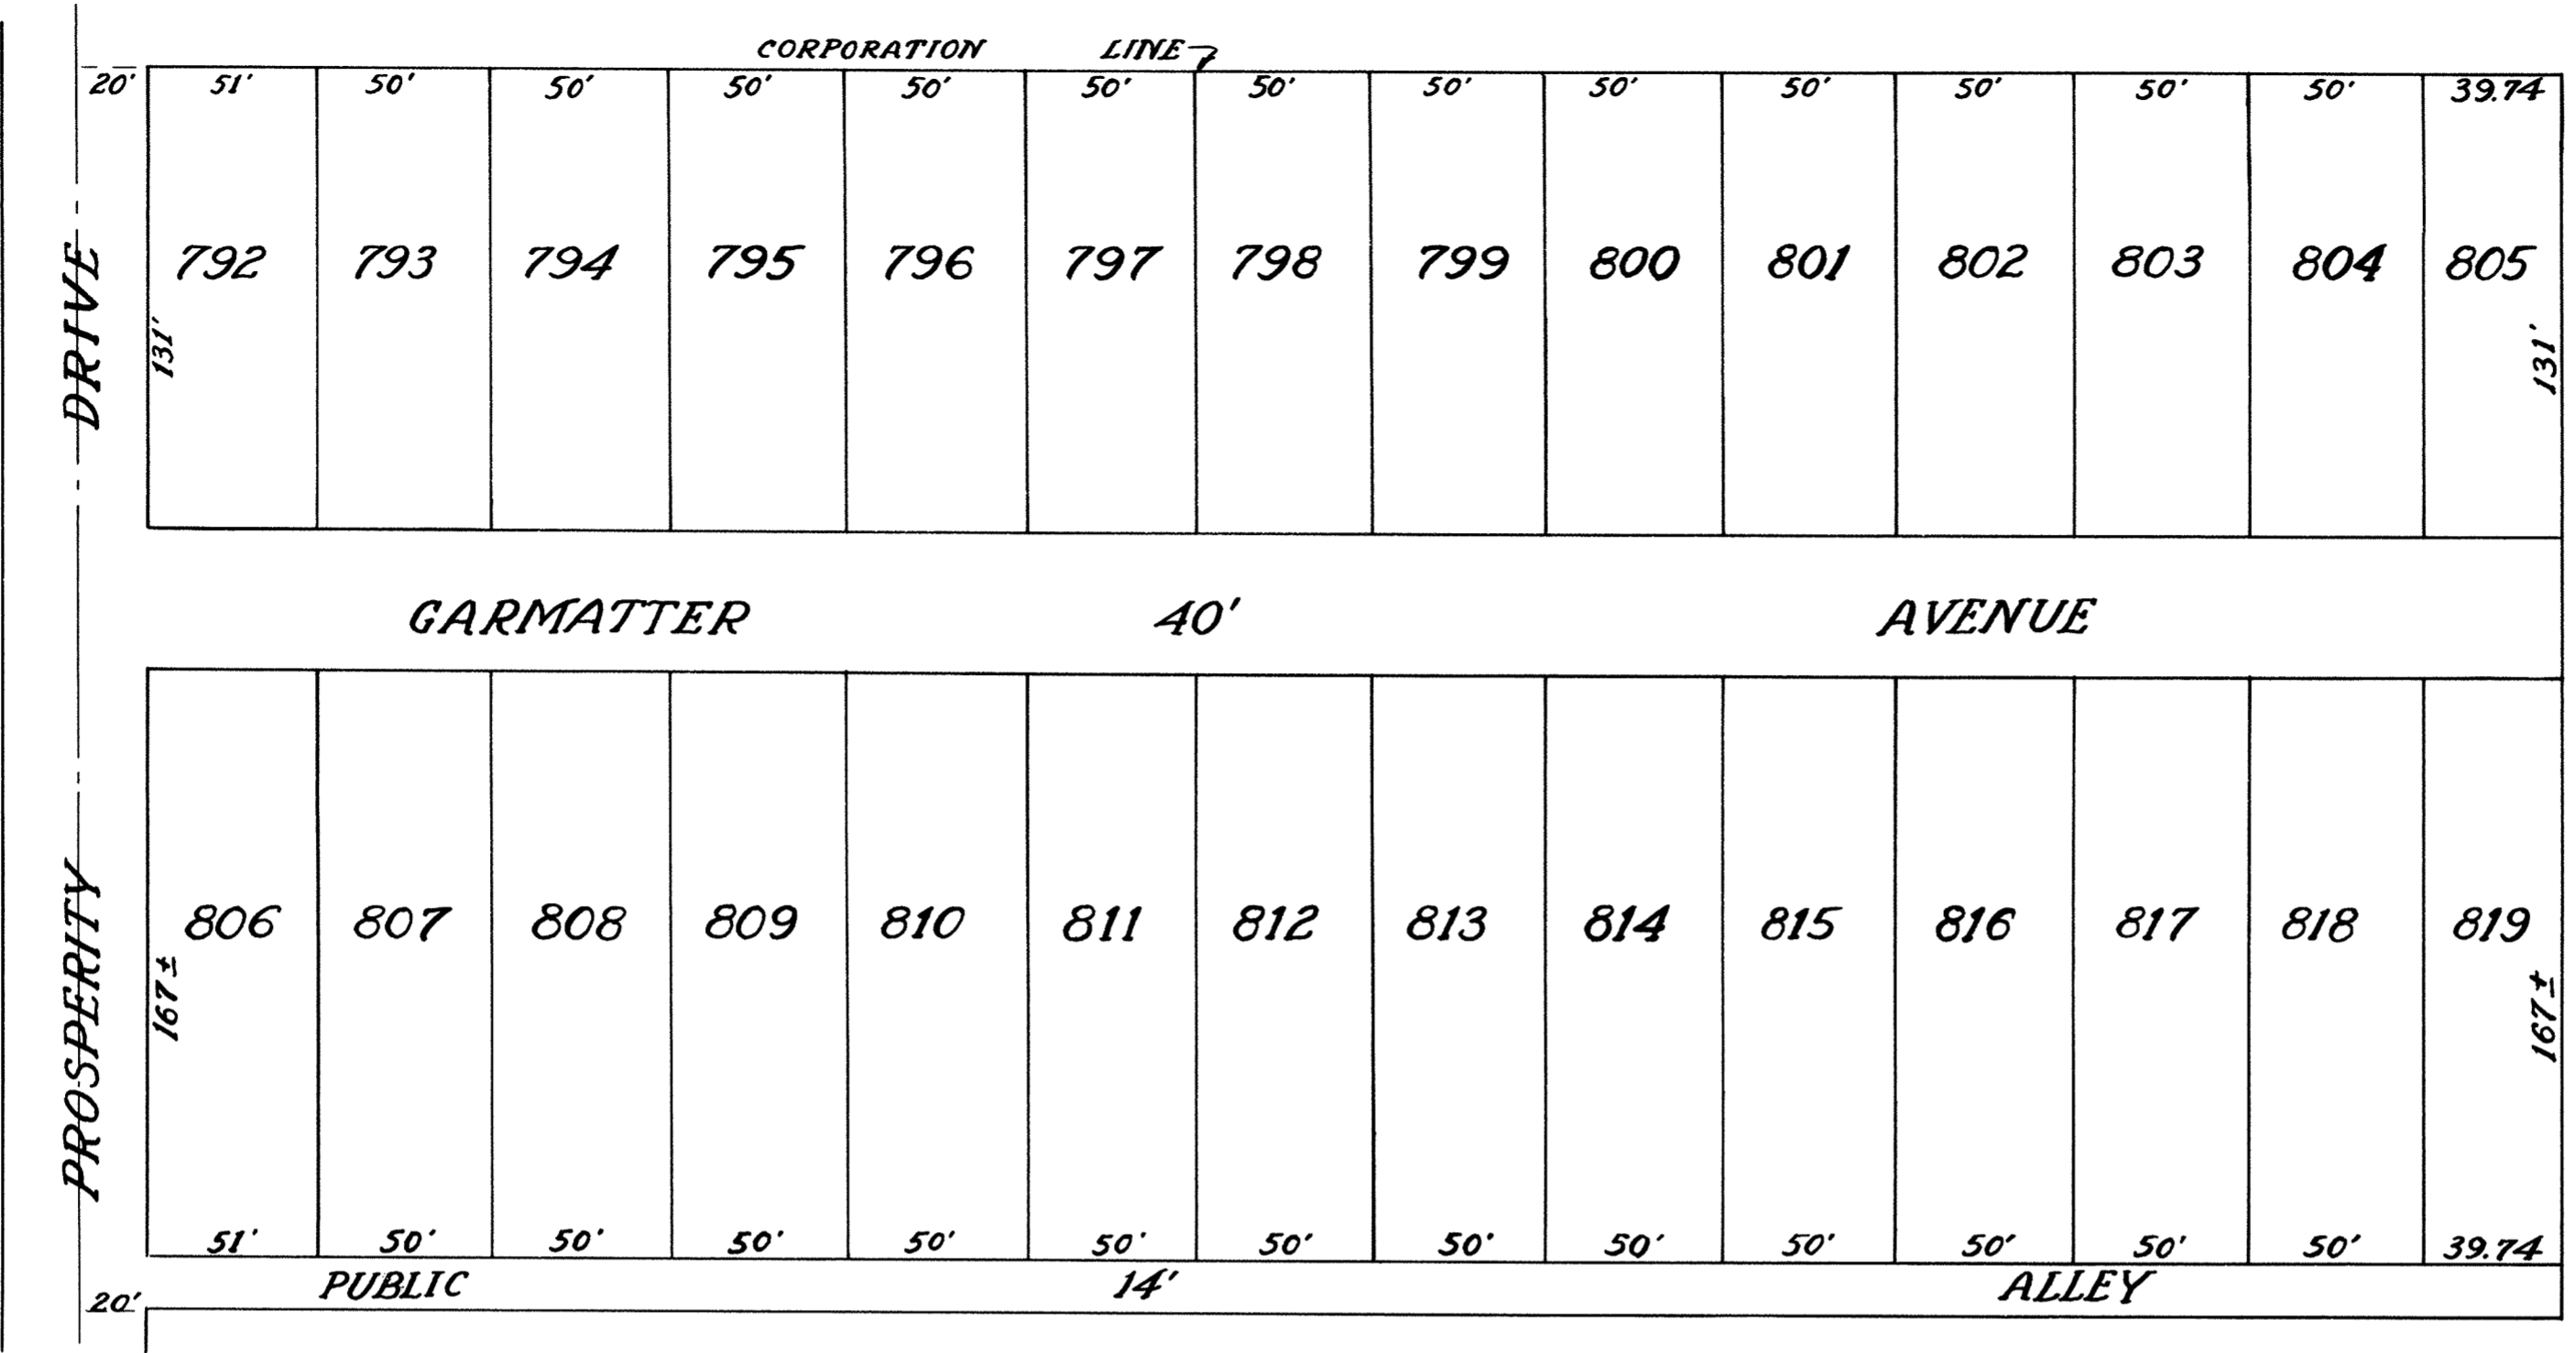 CORPORATION LINE
20' 51' 50' 50' 50' 50' 50' 50' 50' 50' 50' 50' 50' 50' 39.74
792 793 794 795 796 797 798 799 800 801 802 803 804 805
131' 131'
DRIVE
GARMATTER 40' AVENUE
PROSPERITY
806 807 808 809 810 811 812 813 814 815 816 817 818 819
167± 167±
51' 50' 50' 50' 50' 50' 50' 50' 50' 50' 50' 50' 50' 39.74
PUBLIC 14' ALLEY
20'